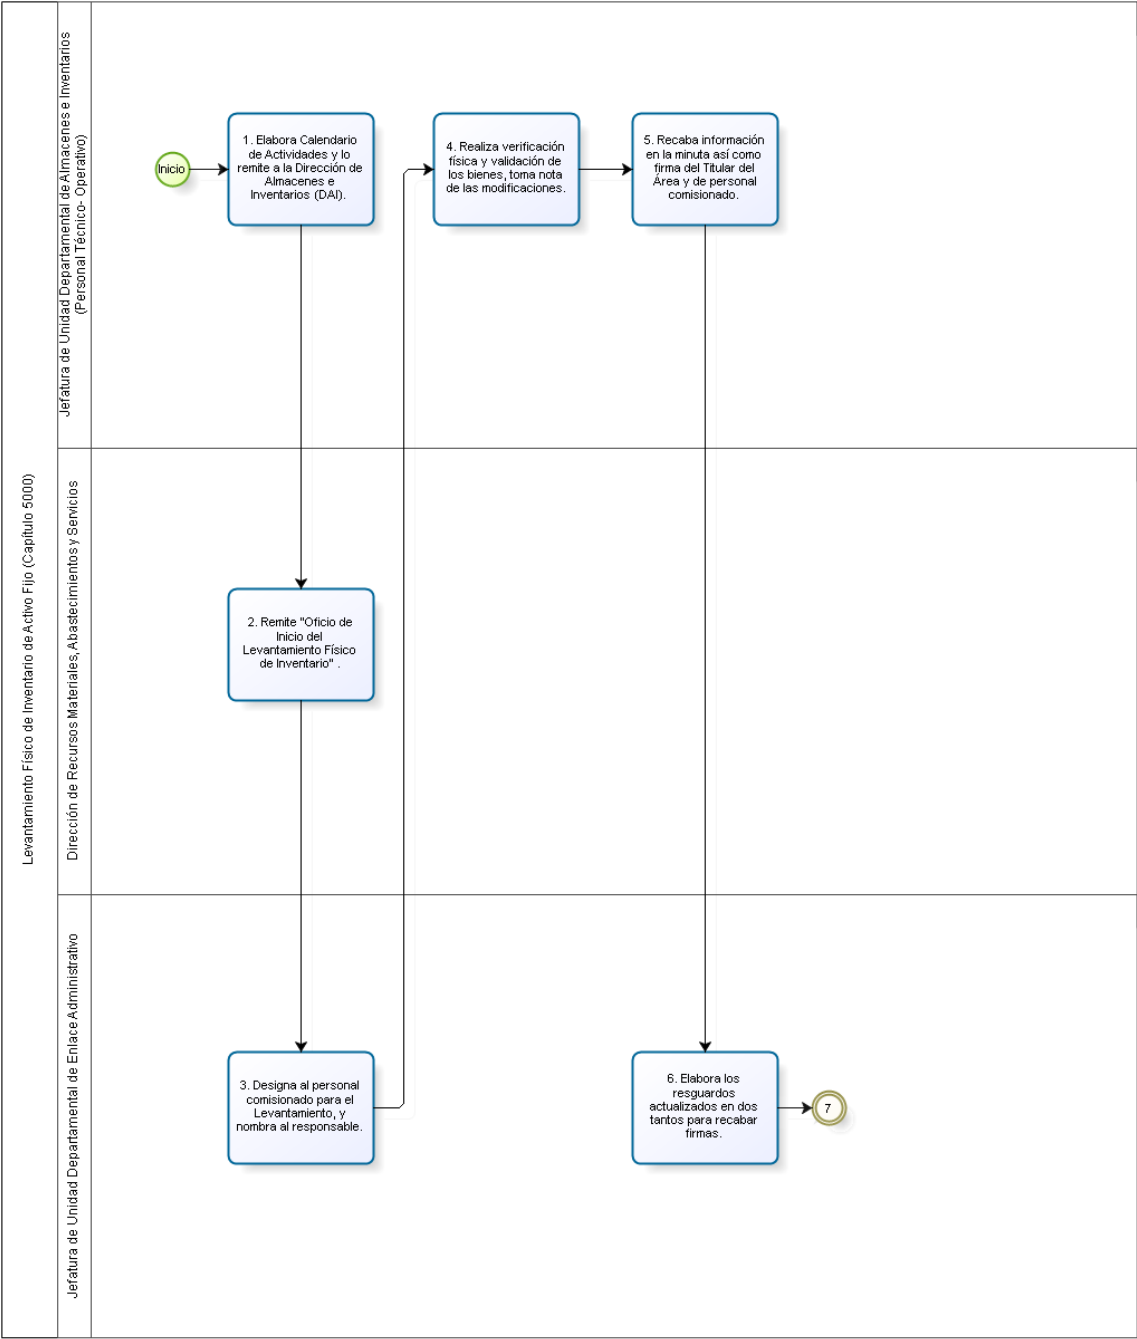 Levantamiento Físico de Inventario de Activo Fijo (Capítulo 5000)
Jefatura de Unidad Departamental de Almacenes e Inventarios
(Personal Técnico- Operativo)
Inicio
1. Elabora Calendario
de Actividades y lo
remite a la Dirección de
Almacenes e
Inventarios (DAI).
4. Realiza verificación
física y validación de
los bienes, toma nota
de las modificaciones.
5. Recaba información
en la minuta así como
firma del Titular del
Área y de personal
comisionado.
Dirección de Recursos Materiales, Abastecimientos y Servicios
2. Remite "Oficio de
Inicio del
Levantamiento Físico
de Inventario" .
Jefatura de Unidad Departamental de Enlace Administrativo
3. Designa al personal
comisionado para el
Levantamiento, y
nombra al responsable.
6. Elabora los
resguardos
actualizados en dos
tantos para recabar
firmas.
7